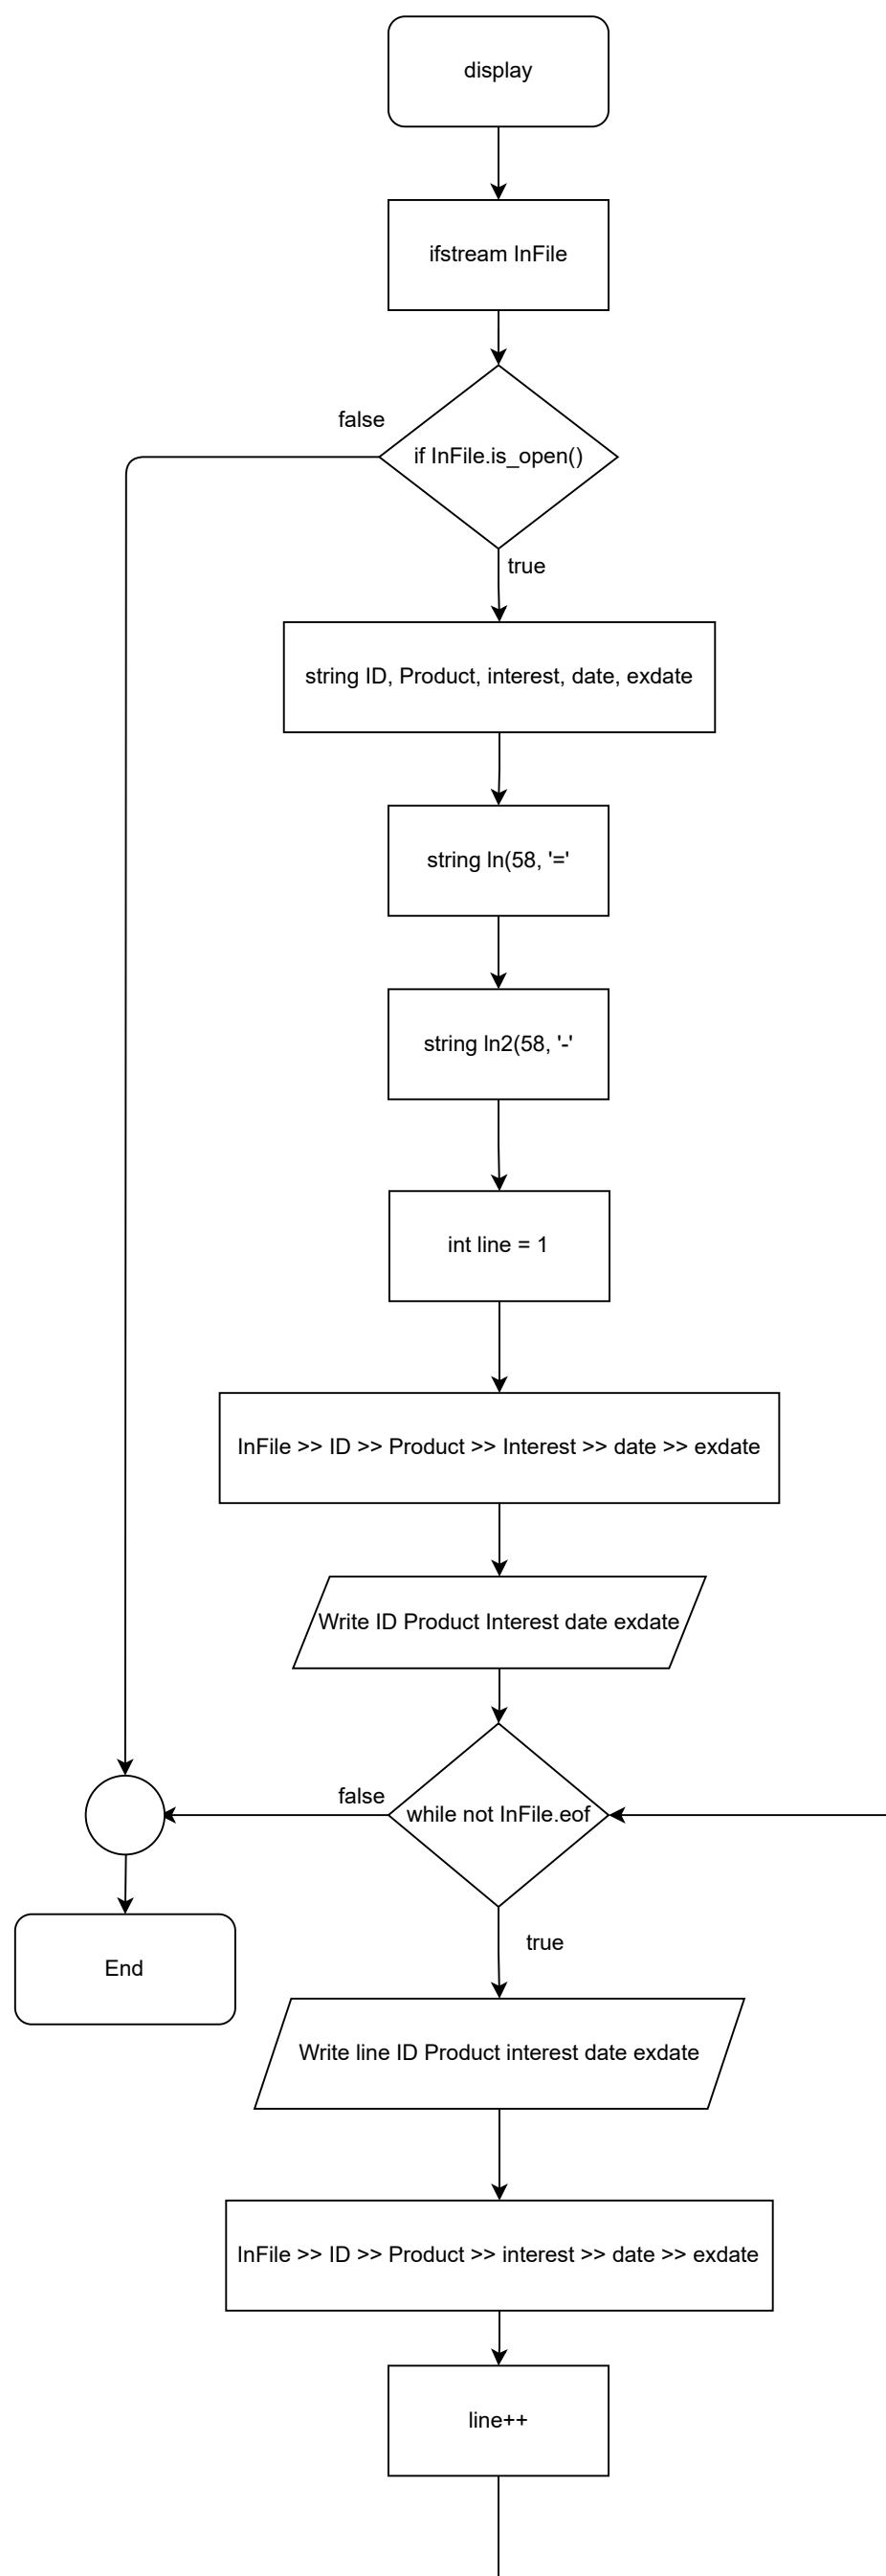 display
ifstream InFile
false
if InFile.is_open()
true
string ID, Product, interest, date, exdate
string ln(58, '='
string ln2(58, '-'
int line = 1
InFile >> ID >> Product >> Interest >> date >> exdate
Write ID Product Interest date exdate
false
while not InFile.eof
true
End
Write line ID Product interest date exdate
InFile >> ID >> Product >> interest >> date >> exdate
line++